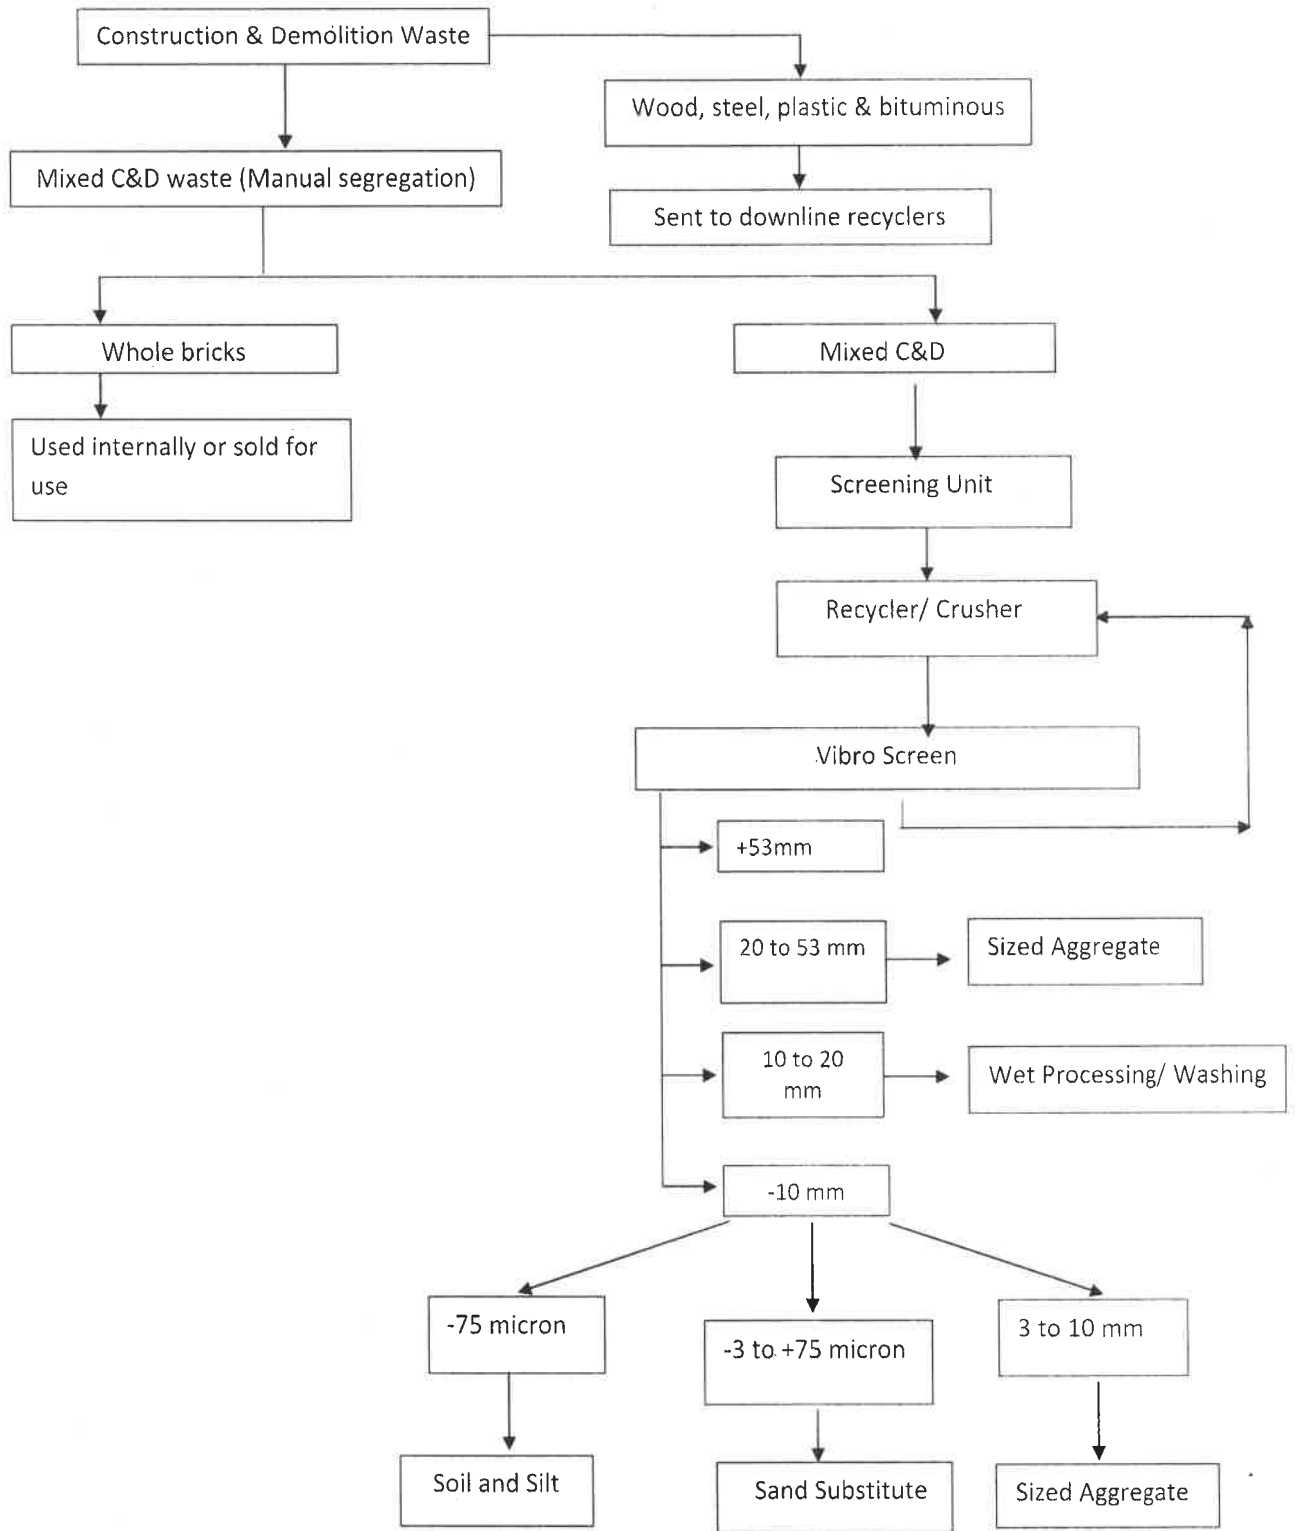 Construction & Demolition Waste
Wood, steel, plastic & bituminous
Mixed C&D waste (Manual segregation)
Sent to downline recyclers
Whole bricks
Mixed C&D
Used internally or sold for
use
Screening Unit
Recycler/ Crusher
Vibro Screen
+53mm
20 to 53 mm
Sized Aggregate
10 to 20
mm
Wet Processing/ Washing
-10 mm
-75 micron
-3 to +75 micron
3 to 10 mm
Soil and Silt
Sand Substitute
Sized Aggregate